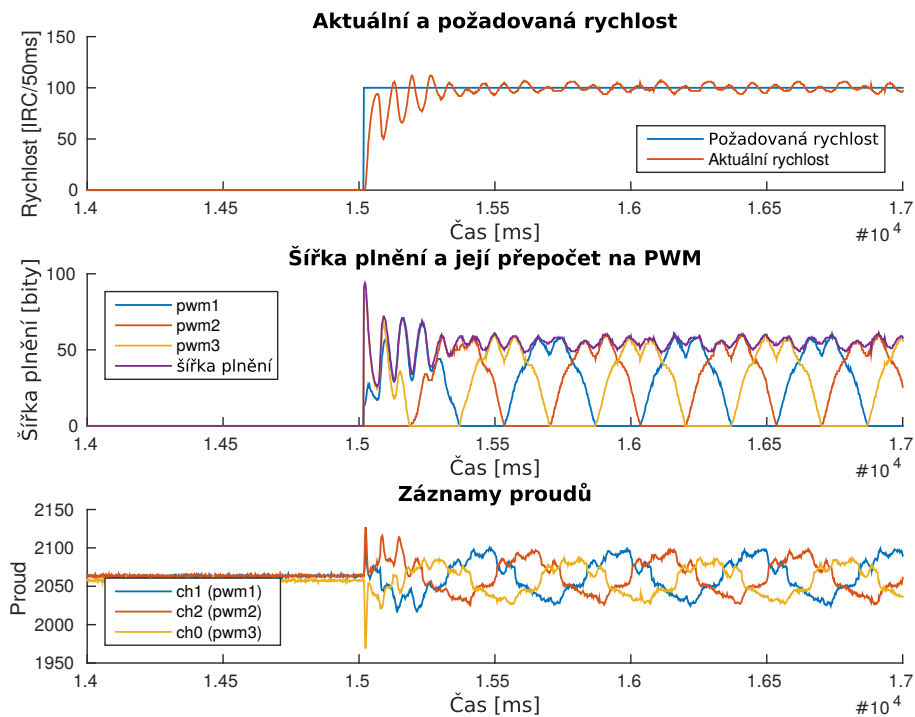 Aktuální a požadovaná rychlost
Rychlost [IRC/50ms]
150
100
50
0
Požadovaná rychlost
Aktuální rychlost
1.4 1.45 1.5 1.55 1.6 1.65 1.7
Čas [ms]
#10 4
Šířka plnění a její přepočet na PWM
Šířka plnění [bity]
100
50
0
pwm1
pwm2
pwm3
šířka plnění
1.4 1.45 1.5 1.55 1.6 1.65 1.7
Čas [ms]
#10 4
Záznamy proudů
Proud
2150
2100
2050
2000
1950
ch1 (pwm1)
ch2 (pwm2)
ch0 (pwm3)
1.4 1.45 1.5 1.55 1.6 1.65 1.7
Čas [ms]
#10 4